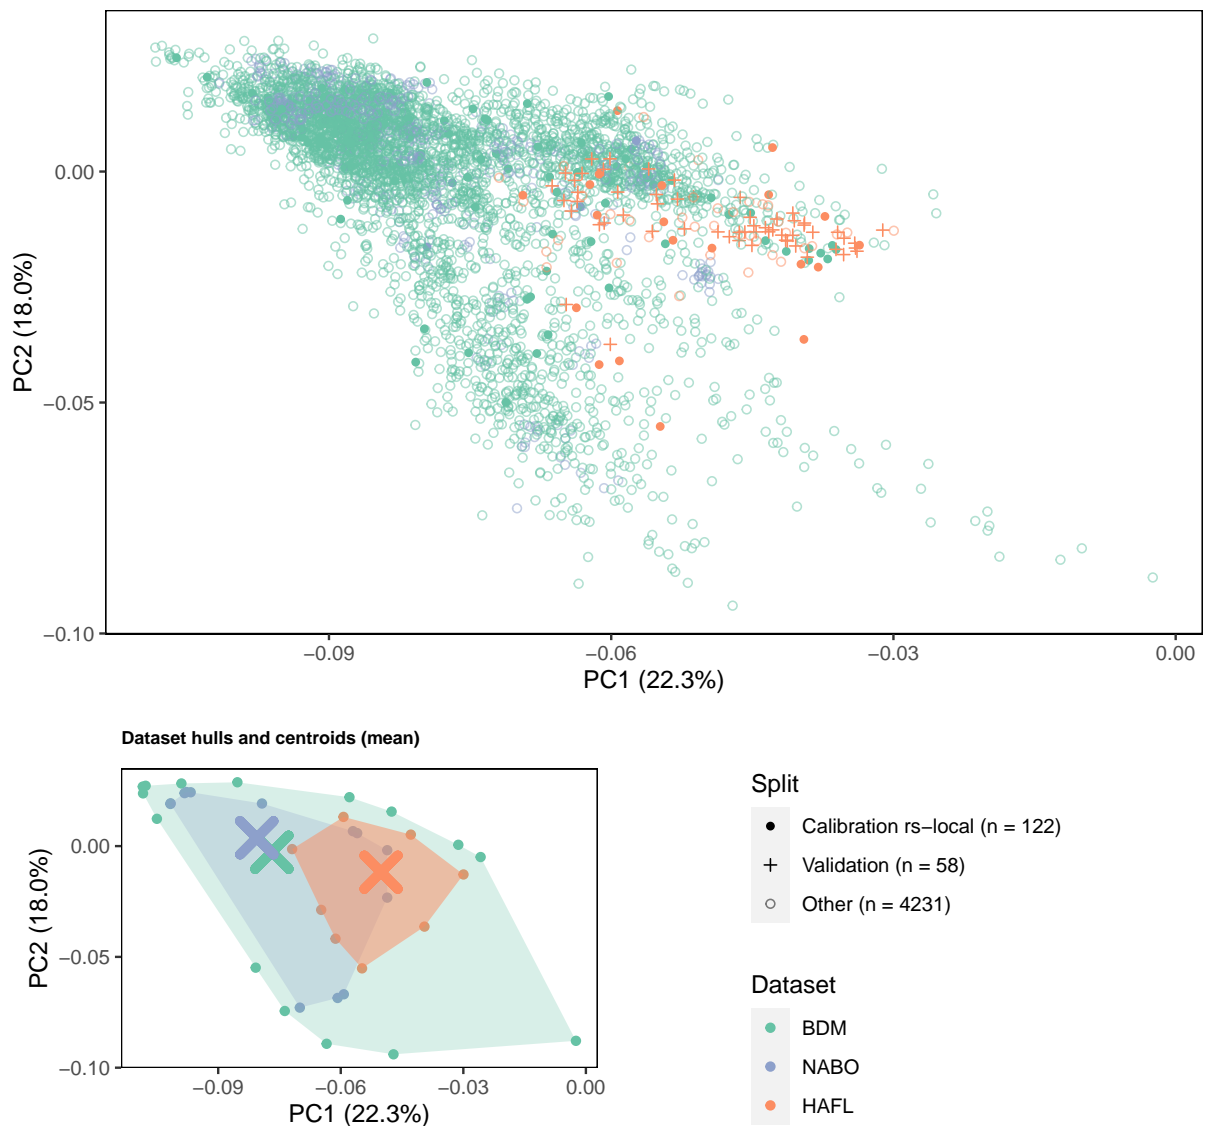 0.00
−0.05
−0.10
PC2 (18.0%)
−0.09
−0.06
−0.03
0.00
PC1 (22.3%)
Dataset hulls and centroids (mean)
0.00
−0.05
−0.10
PC2 (18.0%)
−0.09
−0.06
−0.03
0.00
PC1 (22.3%)
Split
Calibration rs−local (n = 122)
Validation (n = 58)
Other (n = 4231)
Dataset
BDM
NABO
HAFL